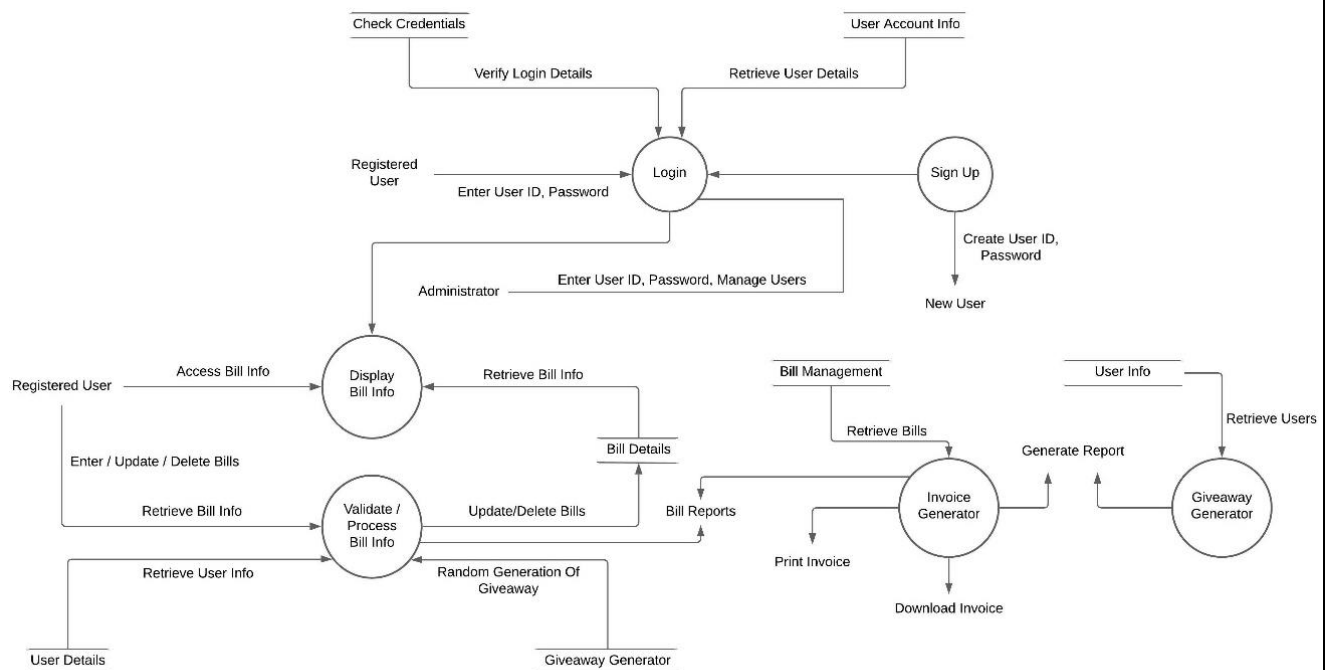 Check Credentials
User Account Info
Verify Login Details
Retrieve User Details
Registered
User
Login
Sign Up
Enter User ID, Password
Create User ID,
Password
Enter User ID, Password, Manage Users
Administrator
New User
Registered User
Access Bill Info
Display
Bill Info
Retrieve Bill Info
Bill Management
User Info
Retrieve Bills
Retrieve Users
Enter / Update / Delete Bills
Bill Details
Generate Report
Retrieve Bill Info
Validate /
Process
Bill Info
Update/Delete Bills
Bill Reports
Invoice
Generator
Giveaway
Generator
Retrieve User Info
Random Generation Of
Giveaway
Print Invoice
Download Invoice
User Details
Giveaway Generator